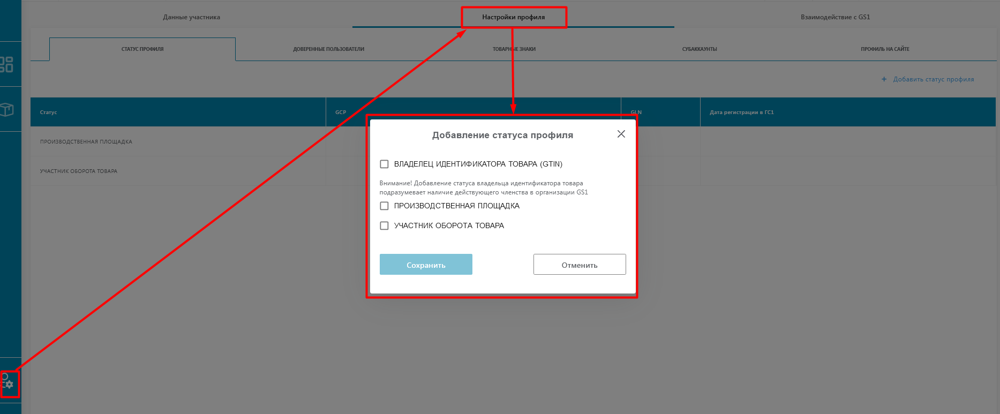 Данные участника
Настройки профиля
Взаимодействие с GS1
СТАТУС ПРОФИЛЯ
ДОВЕРЕННЫЕ ПОЛЬЗОВАТЕЛИ
ТОВАРНЫЕ ЗНАКИ
СУБАККАУНТЫ
ПРОФИЛЬ НА САЙТЕ
+ Добавить статус профиля
Статус
GCP
GLN
Дата регистрации в ГС1
ПРОИЗВОДСТВЕННАЯ ПЛОЩАДКА
УЧАСТНИК ОБОРОТА ТОВАРА
Добавление статуса профиля
ВЛАДЕЛЕЦ ИДЕНТИФИКАТОРА ТОВАРА (GTIN)
Внимание! Добавление статуса владельца идентификатора товара
подразумевает наличие действующего членства в организации GS1
ПРОИЗВОДСТВЕННАЯ ПЛОЩАДКА
УЧАСТНИК ОБОРОТА ТОВАРА
Сохранить
Отменить